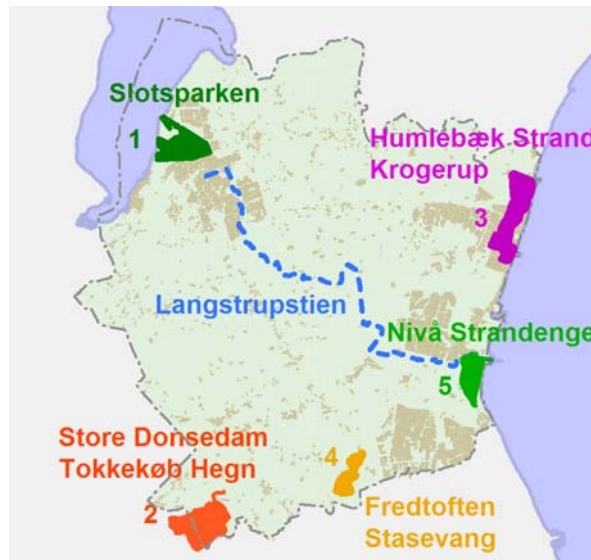 Slotsparken
1
Humlebæk Strand
Krogerup
3
Langstrupstien
Nivå Strandenge
5
Store Donsedam
Tokkekøb Hegn
4
2
Fredtoften
Stasevang